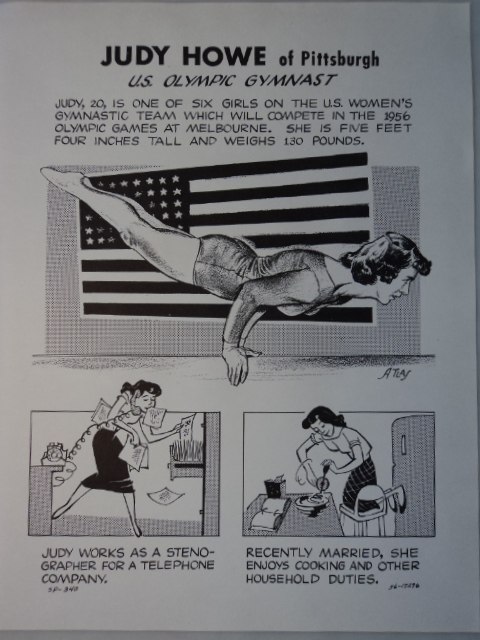 JUDY HOWE of Pittsburgh
U.S. OLYMPIC GYMNAST
JUDY, 20, IS ONE OF SIX GIRLS ON THE U.S. WOMEN'S
GYMNASTIC TEAM WHICH WILL COMPETE IN THE 1956
OLYMPIC GAMES AT MELBOURNE. SHE IS FIVE FEET
FOUR INCHES TALL AND WEIGHS 130 POUNDS.
JUDY WORKS AS A STENO-
GRAPHER FOR A TELEPHONE
COMPANY.
RECENTLY MARRIED, SHE
ENJOYS COOKING AND OTHER
HOUSEHOLD DUTIES.